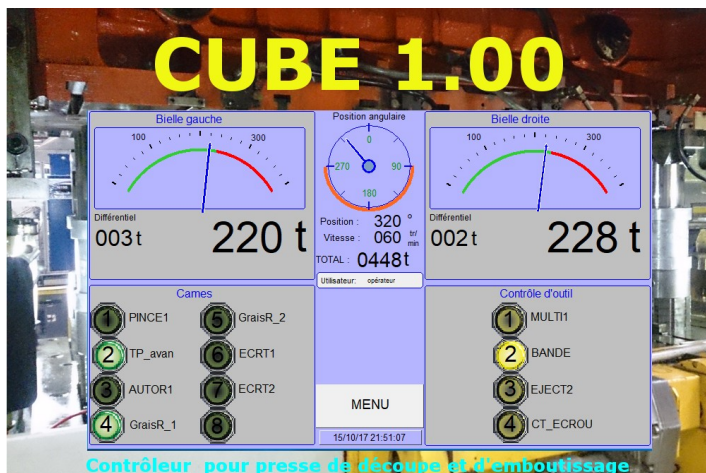 CUBE 1.00
Bielle gauche
100
300
Différentiel
003 t
220 t
Position angulaire
0
270
90
180
Position : 320 °
Vitesse : 060 tr/min
TOTAL : 0448t
Utilisateur: opérateur
Bielle droite
100
300
Différentiel
002 t
228 t
Cames
1 PINCE1
2 TP_avan
3 AUTOR1
4 GraisR_1
5 GraisR_2
6 ECRT1
7 ECRT2
8
MENU
15/10/17 21:51:07
Contrôle d'outil
1 MULTI1
2 BANDE
3 EJECT2
4 CT_ECROU
Contrôleur pour presse de découpe et d'emboutissage